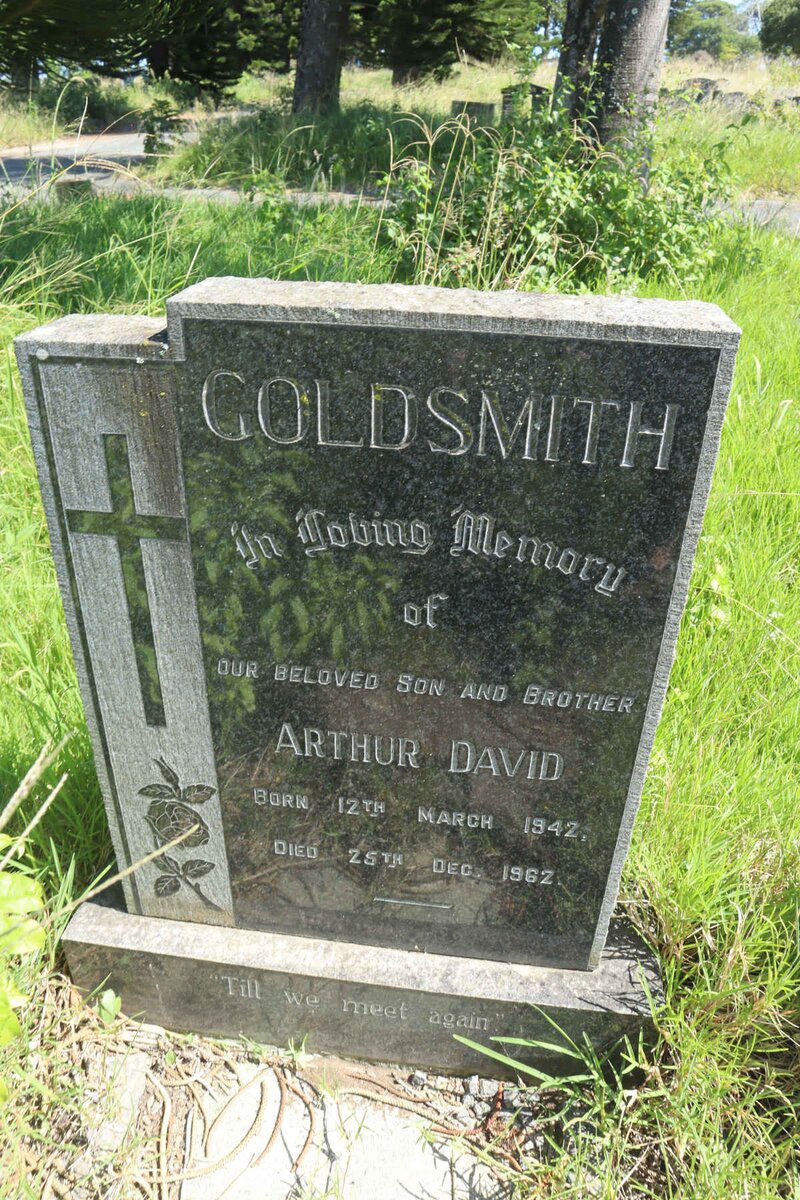 GOLDSMITH
In Loving Memory
of
OUR BELOVED SON AND BROTHER
ARTHUR DAVID
BORN 12TH MARCH 1942,
DIED 25TH DEC. 1962.
"Till we meet again"